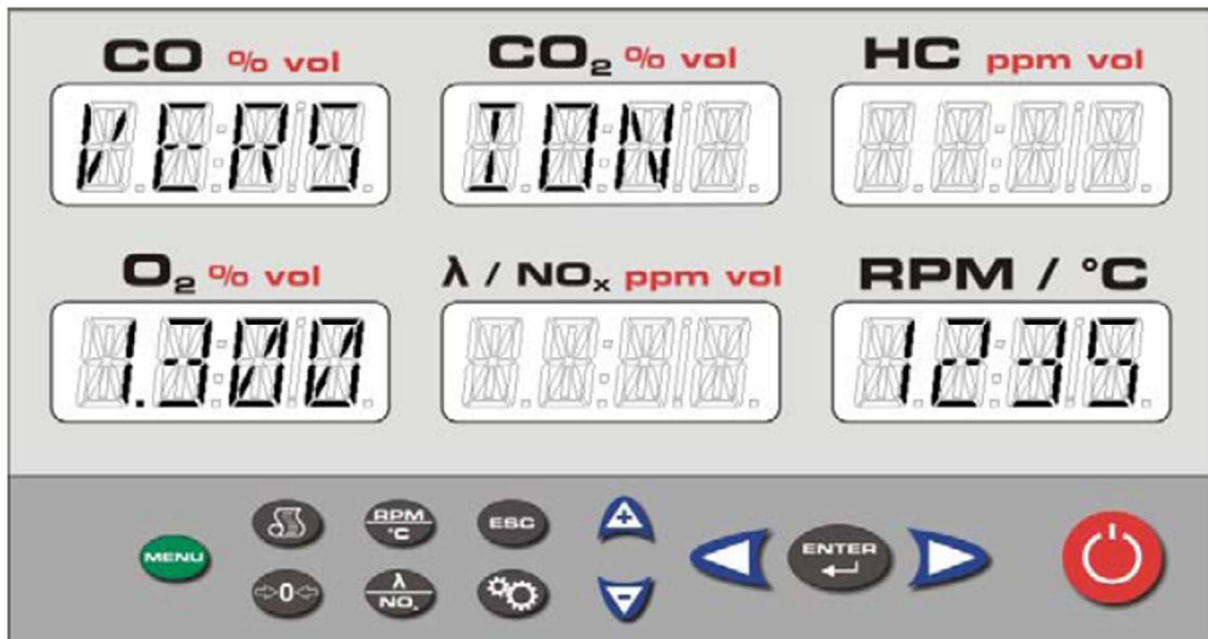 CO % vol CO₂ % vol HC ppm vol
VERS ION
O₂ % vol λ / NOₓ ppm vol RPM / °C
1.300 1235
RPM ESC +
MENU °C ENTER
→0← λ −
NOₓ